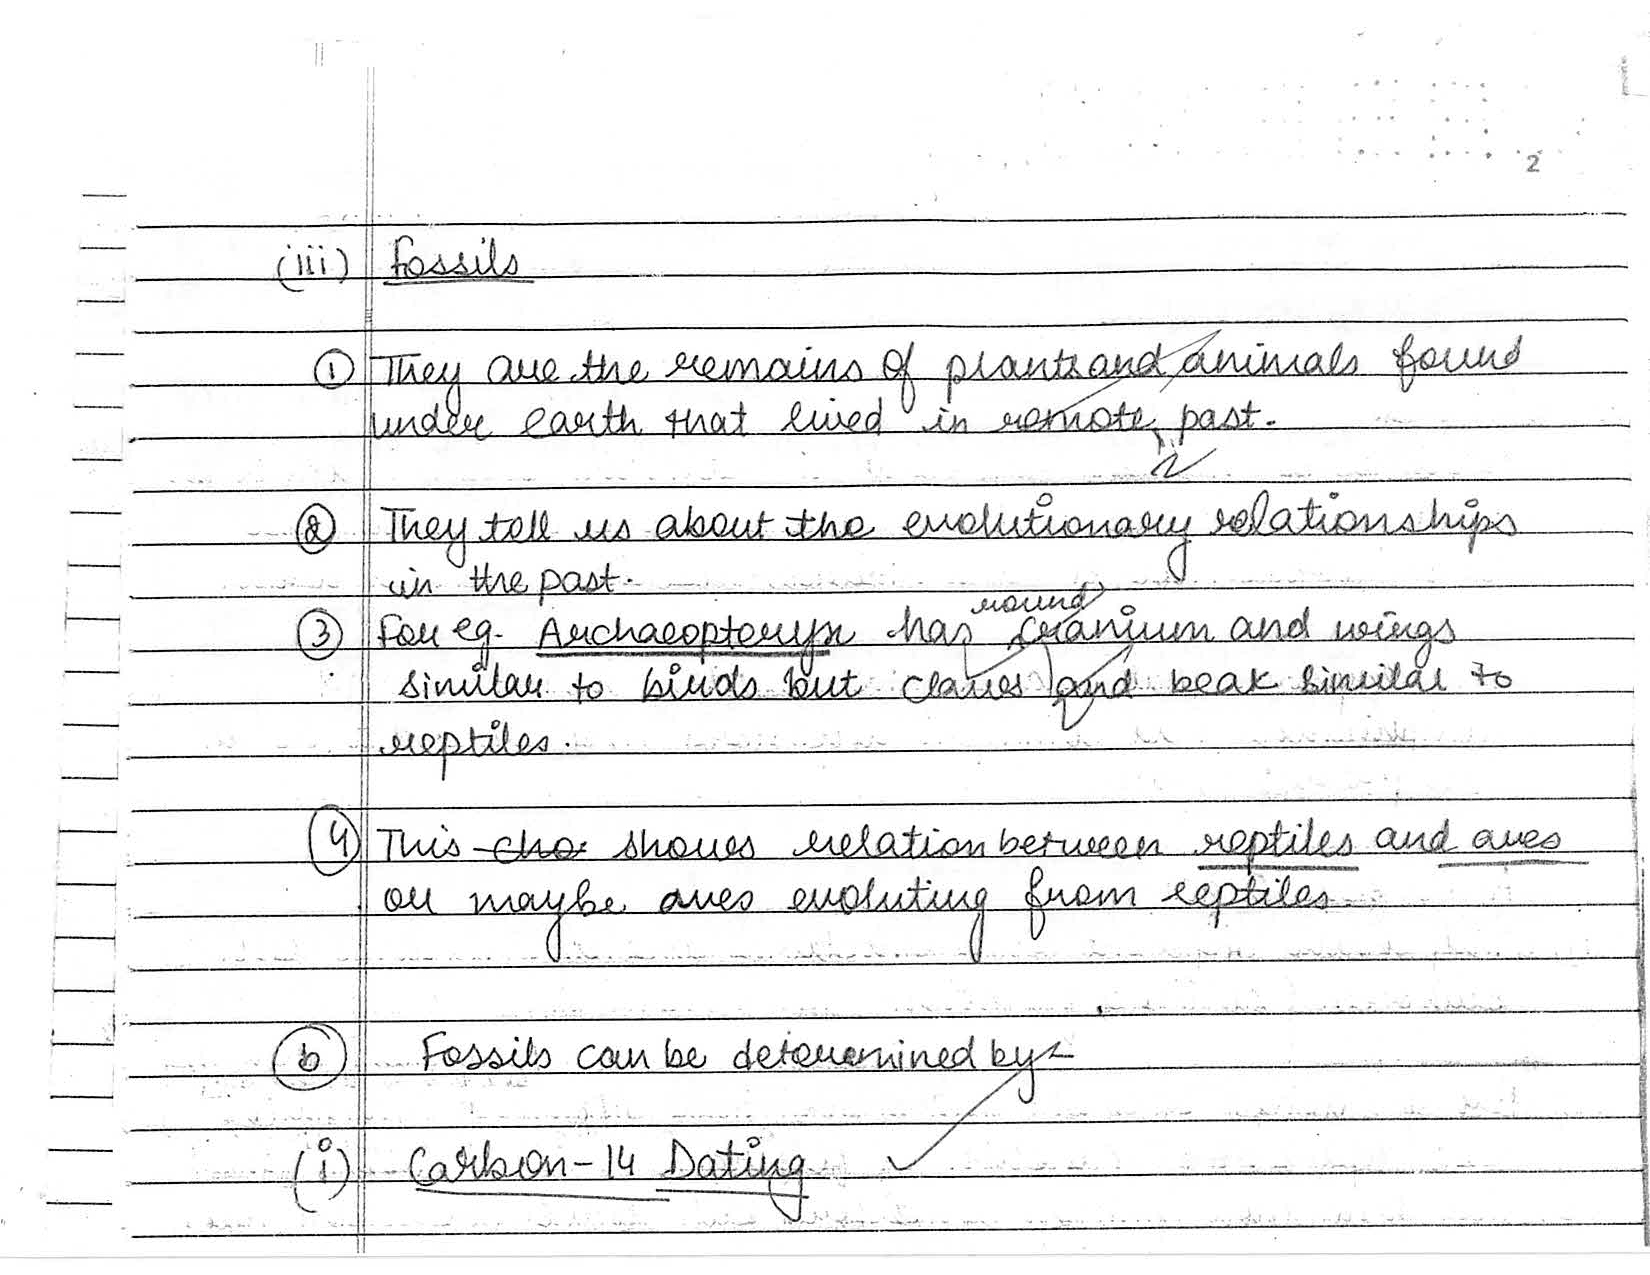 2
(iii) Fossils
① They are the remains of plants and animals found
under earth that lived in remote past.
② They tell us about the evolutionary relationships
in the past.
round
③ For eg. Archaeopteryx has cranium and wings
similar to birds but claws and beak similar to
reptiles.
④ This cho shows relation between reptiles and aves
or maybe aves evoluting from reptiles.
ⓑ Fossils can be determined by:-
(i) Carbon-14 Dating